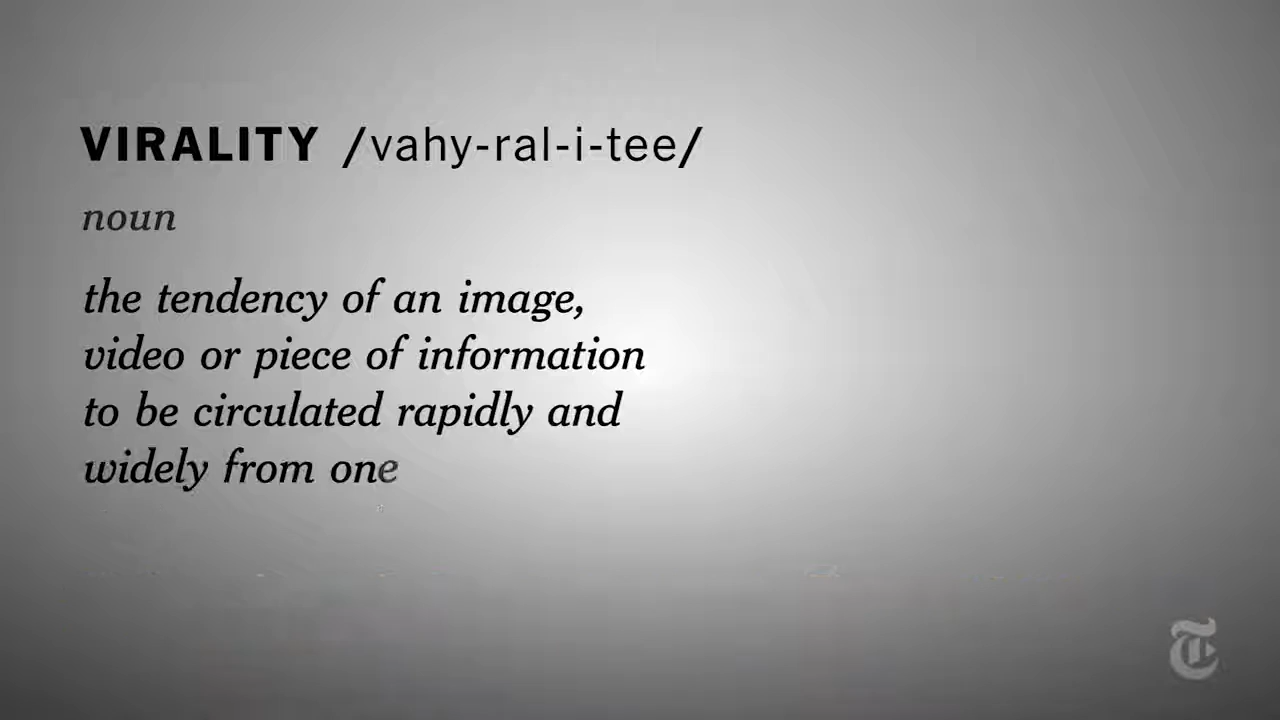 VIRALITY /vahy-ral-i-tee/
noun
the tendency of an image,
video or piece of information
to be circulated rapidly and
widely from one
T